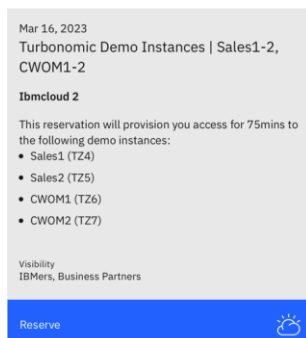 Mar 16, 2023
Turbonomic Demo Instances | Sales1-2,
CWOM1-2
Ibmcloud 2
This reservation will provision you access for 75mins to
the following demo instances:
• Sales1 (TZ4)
• Sales2 (TZ5)
• CWOM1 (TZ6)
• CWOM2 (TZ7)
Visibility
IBMers, Business Partners
Reserve